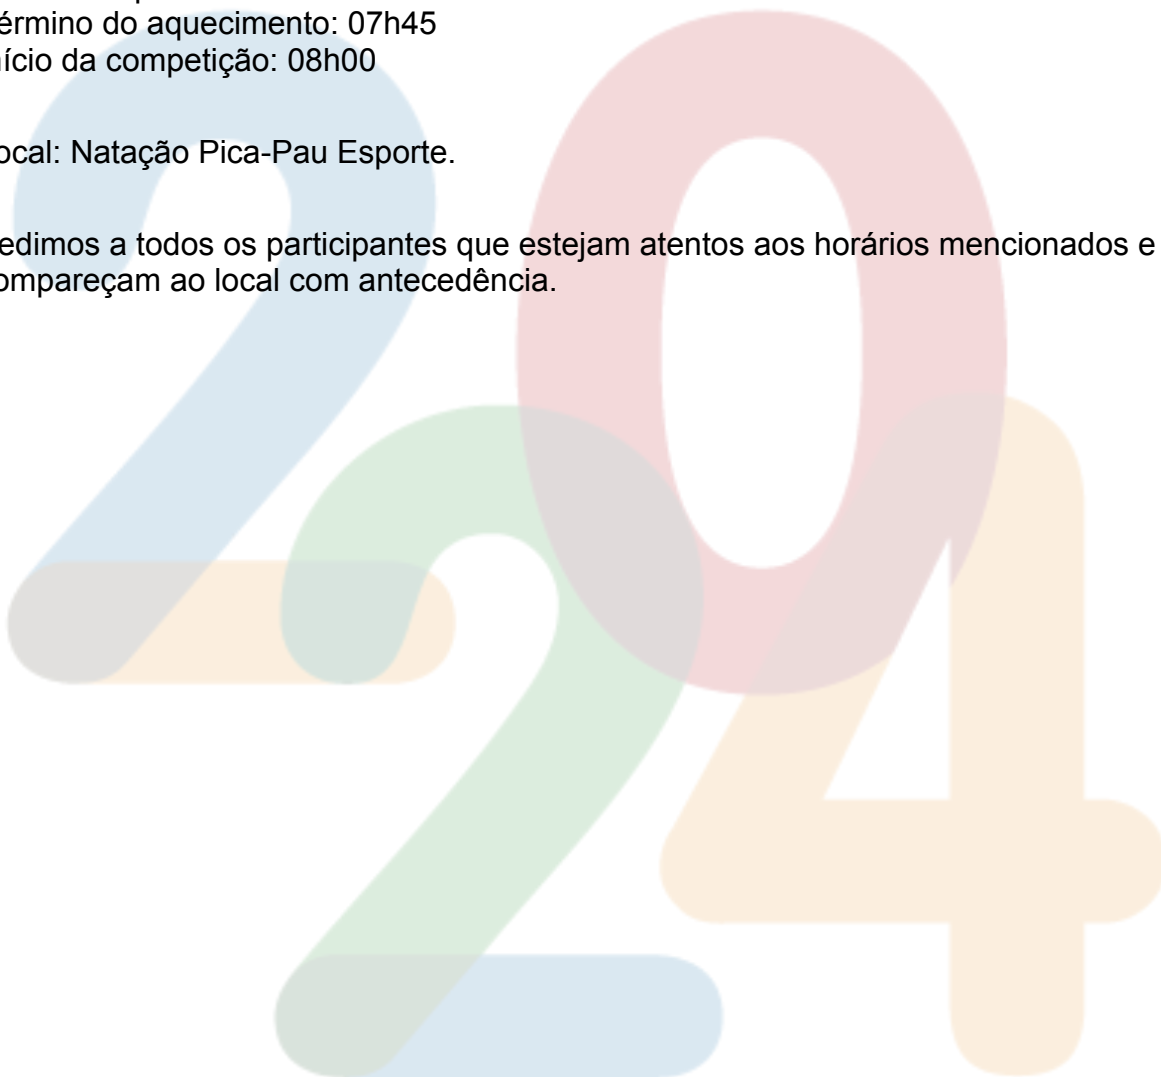 érmino do aquecimento: 07h45
ício da competição: 08h00
ocal: Natação Pica-Pau Esporte.
edimos a todos os participantes que estejam atentos aos horários mencionados e
ompareçam ao local com antecedência.
2024